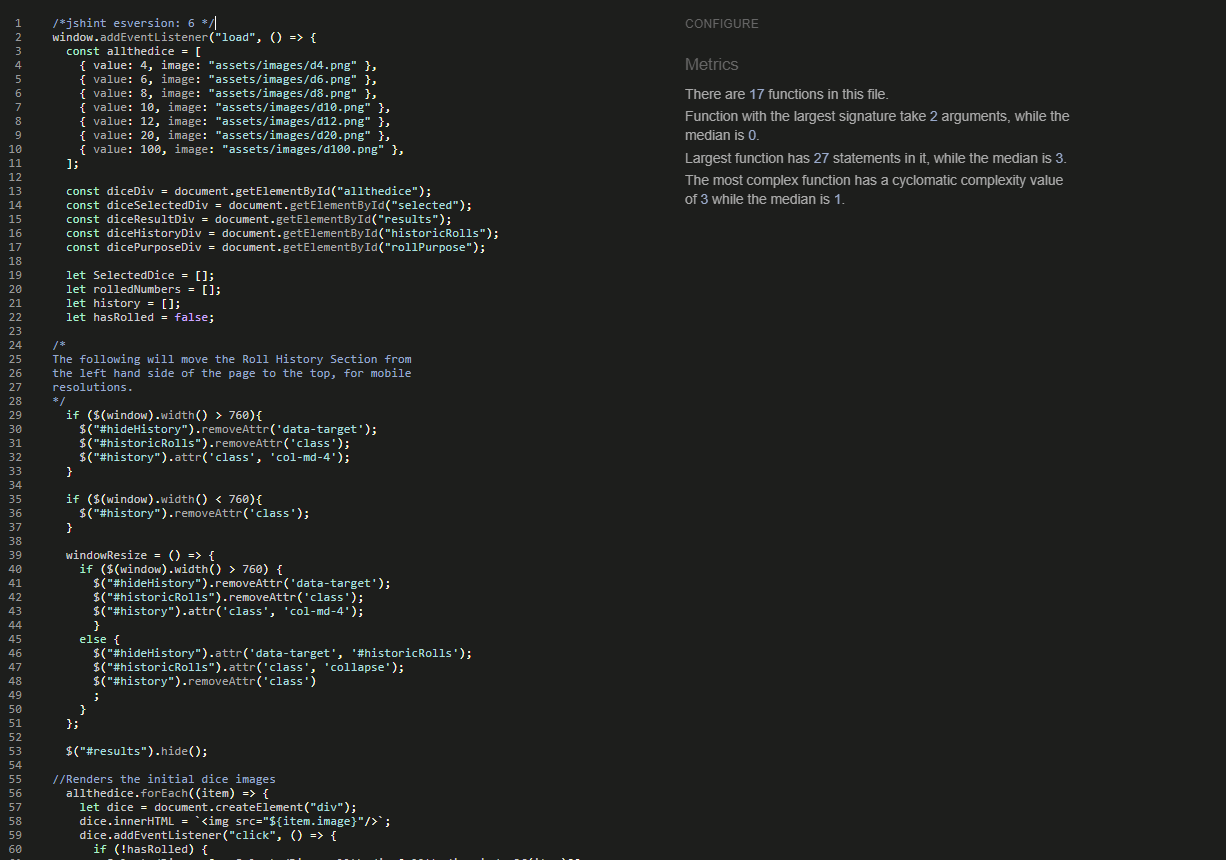 1 /*jshint esversion: 6 */
2 window.addEventListener("load", () => {
3 const allthedice = [
4 { value: 4, image: "assets/images/d4.png" },
5 { value: 6, image: "assets/images/d6.png" },
6 { value: 8, image: "assets/images/d8.png" },
7 { value: 10, image: "assets/images/d10.png" },
8 { value: 12, image: "assets/images/d12.png" },
9 { value: 20, image: "assets/images/d20.png" },
10 { value: 100, image: "assets/images/d100.png" },
11 ];
12
13 const diceDiv = document.getElementById("allthedice");
14 const diceSelectedDiv = document.getElementById("selected");
15 const diceResultDiv = document.getElementById("results");
16 const diceHistoryDiv = document.getElementById("historicRolls");
17 const dicePurposeDiv = document.getElementById("rollPurpose");
18
19 let SelectedDice = [];
20 let rolledNumbers = [];
21 let history = [];
22 let hasRolled = false;
23
24 /*
25 The following will move the Roll History Section from
26 the left hand side of the page to the top, for mobile
27 resolutions.
28 */
29 if ($(window).width() > 760){
30 $("#hideHistory").removeAttr('data-target');
31 $("#historicRolls").removeAttr('class');
32 $("#history").attr('class', 'col-md-4');
33 }
34
35 if ($(window).width() < 760){
36 $("#history").removeAttr('class');
37 }
38
39 windowResize = () => {
40 if ($(window).width() > 760) {
41 $("#hideHistory").removeAttr('data-target');
42 $("#historicRolls").removeAttr('class');
43 $("#history").attr('class', 'col-md-4');
44 }
45 else {
46 $("#hideHistory").attr('data-target', '#historicRolls');
47 $("#historicRolls").attr('class', 'collapse');
48 $("#history").removeAttr('class')
49 ;
50 }
51 };
52
53 $("#results").hide();
54
55 //Renders the initial dice images
56 allthedice.forEach((item) => {
57 let dice = document.createElement("div");
58 dice.innerHTML = `<img src="${item.image}"/>`;
59 dice.addEventListener("click", () => {
60 if (!hasRolled) {
CONFIGURE
Metrics
There are 17 functions in this file.
Function with the largest signature take 2 arguments, while the
median is 0.
Largest function has 27 statements in it, while the median is 3.
The most complex function has a cyclomatic complexity value
of 3 while the median is 1.